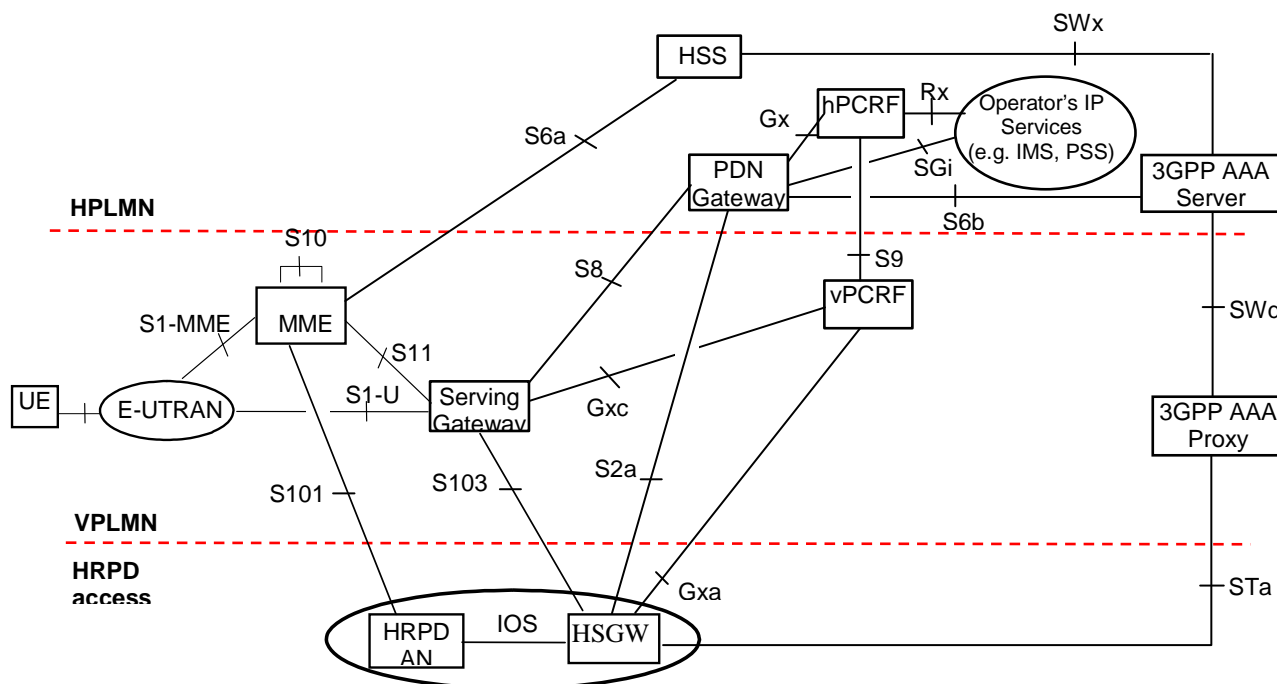 SWx
HSS
hPCRF
Rx
Operator's IP
Services
(e.g. IMS, PSS)
Gx
S6a
PDN
Gateway
SGi
3GPP AAA
Server
HPLMN
S6b
S10
S8
S9
vPCRF
MME
S1-MME
SWd
S11
UE
E-UTRAN
S1-U
Serving
Gateway
Gxc
3GPP AAA
Proxy
S101
S103
S2a
VPLMN
HRPD
access
Gxa
STa
IOS
HRPD
AN
HSGW